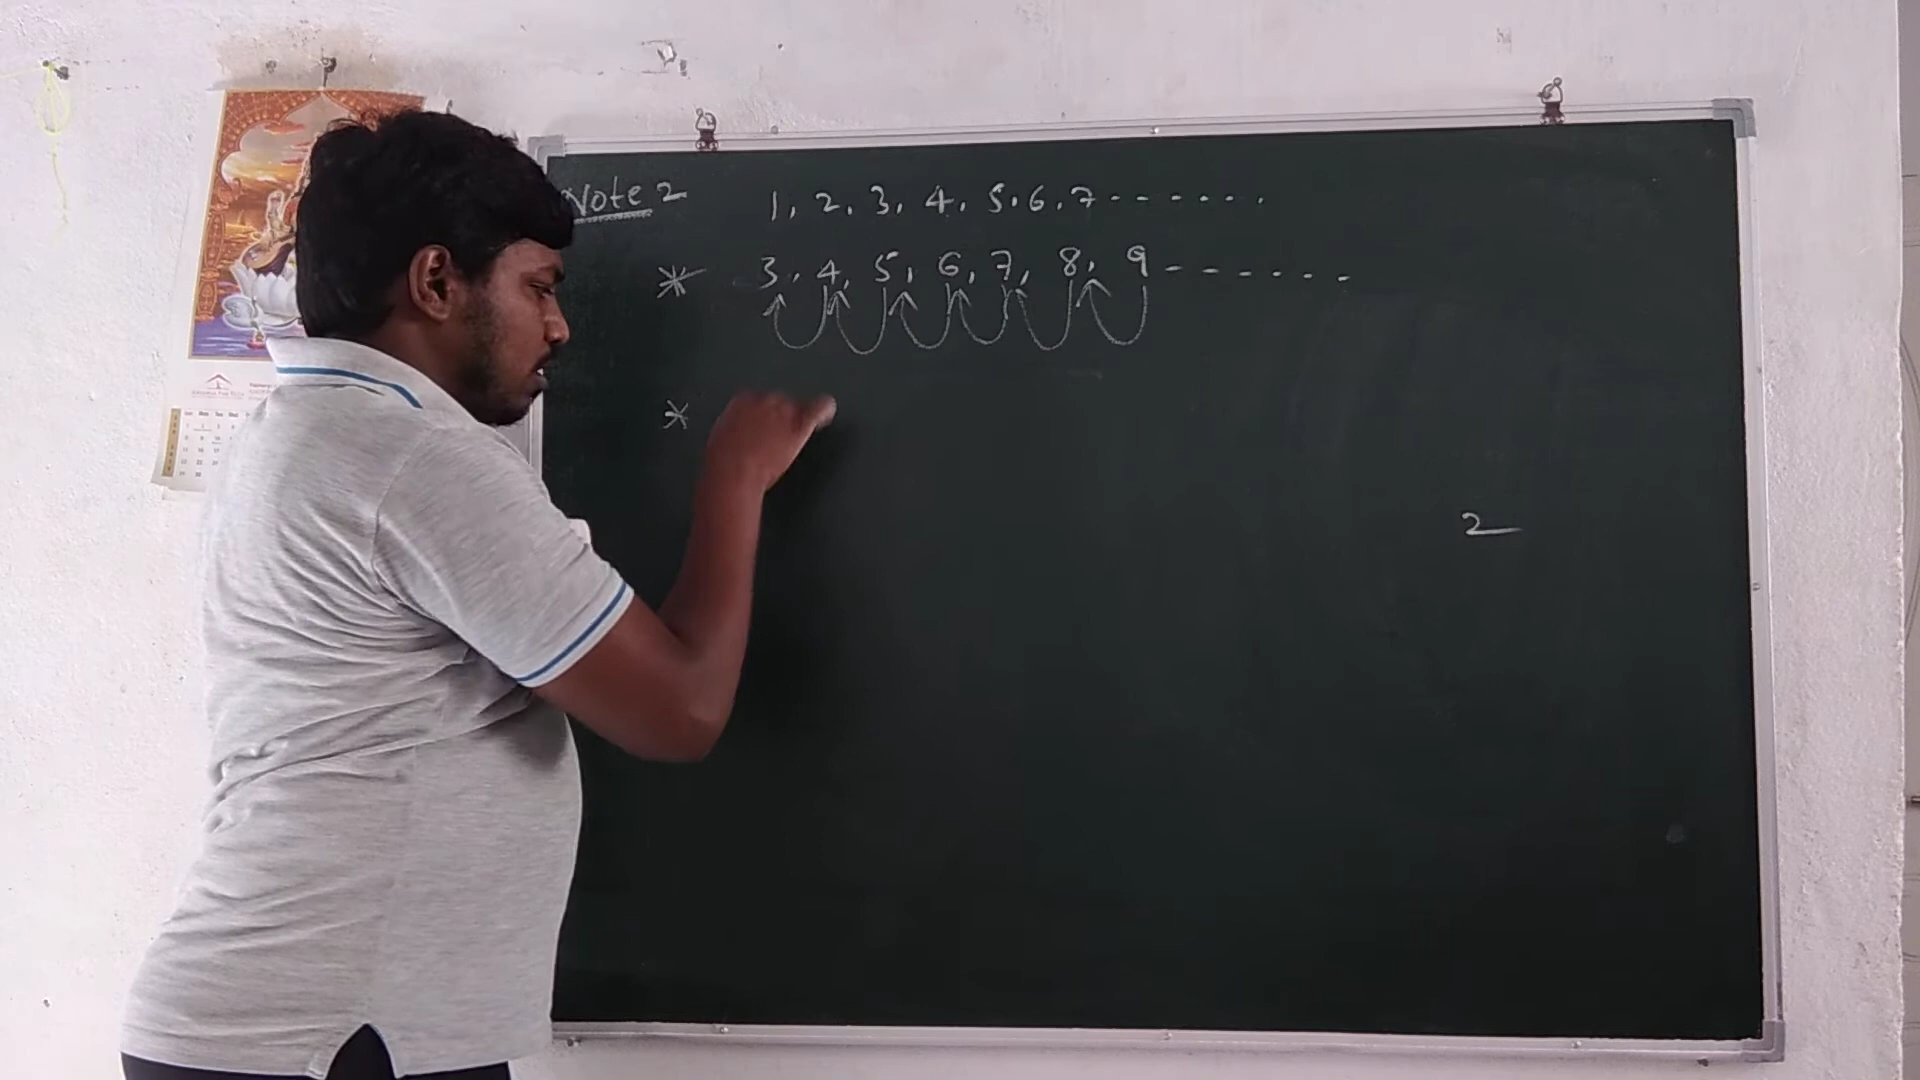 Note 2 1, 2, 3, 4, 5, 6, 7 - - - - - - .
* 3, 4, 5, 6, 7, 8, 9 - - - - - - -
*
2